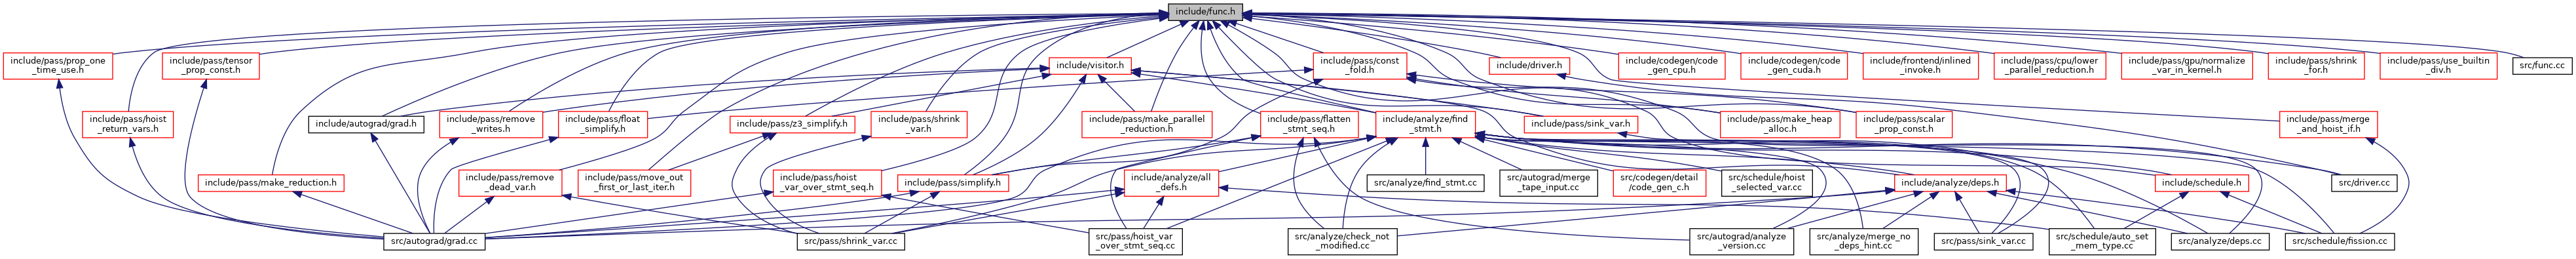 include/func.h
include/pass/prop_one
_time_use.h
include/pass/tensor
_prop_const.h
include/visitor.h
include/pass/const
_fold.h
include/driver.h
include/codegen/code
_gen_cpu.h
include/codegen/code
_gen_cuda.h
include/frontend/inlined
_invoke.h
include/pass/cpu/lower
_parallel_reduction.h
include/pass/gpu/normalize
_var_in_kernel.h
include/pass/shrink
_for.h
include/pass/use_builtin
_div.h
src/func.cc
include/pass/hoist
_return_vars.h
include/autograd/grad.h
include/pass/remove
_writes.h
include/pass/float
_simplify.h
include/pass/z3_simplify.h
include/pass/shrink
_var.h
include/pass/make_parallel
_reduction.h
include/pass/flatten
_stmt_seq.h
include/analyze/find
_stmt.h
include/pass/sink_var.h
include/pass/make_heap
_alloc.h
include/pass/scalar
_prop_const.h
include/pass/merge
_and_hoist_if.h
include/pass/make_reduction.h
include/pass/remove
_dead_var.h
include/pass/move_out
_first_or_last_iter.h
include/pass/hoist
_var_over_stmt_seq.h
include/pass/simplify.h
include/analyze/all
_defs.h
src/analyze/find_stmt.cc
src/autograd/merge
_tape_input.cc
src/codegen/detail
/code_gen_c.h
src/schedule/hoist
_selected_var.cc
include/analyze/deps.h
include/schedule.h
src/driver.cc
src/autograd/grad.cc
src/pass/shrink_var.cc
src/pass/hoist_var
_over_stmt_seq.cc
src/analyze/check_not
_modified.cc
src/autograd/analyze
_version.cc
src/analyze/merge_no
_deps_hint.cc
src/pass/sink_var.cc
src/schedule/auto_set
_mem_type.cc
src/analyze/deps.cc
src/schedule/fission.cc